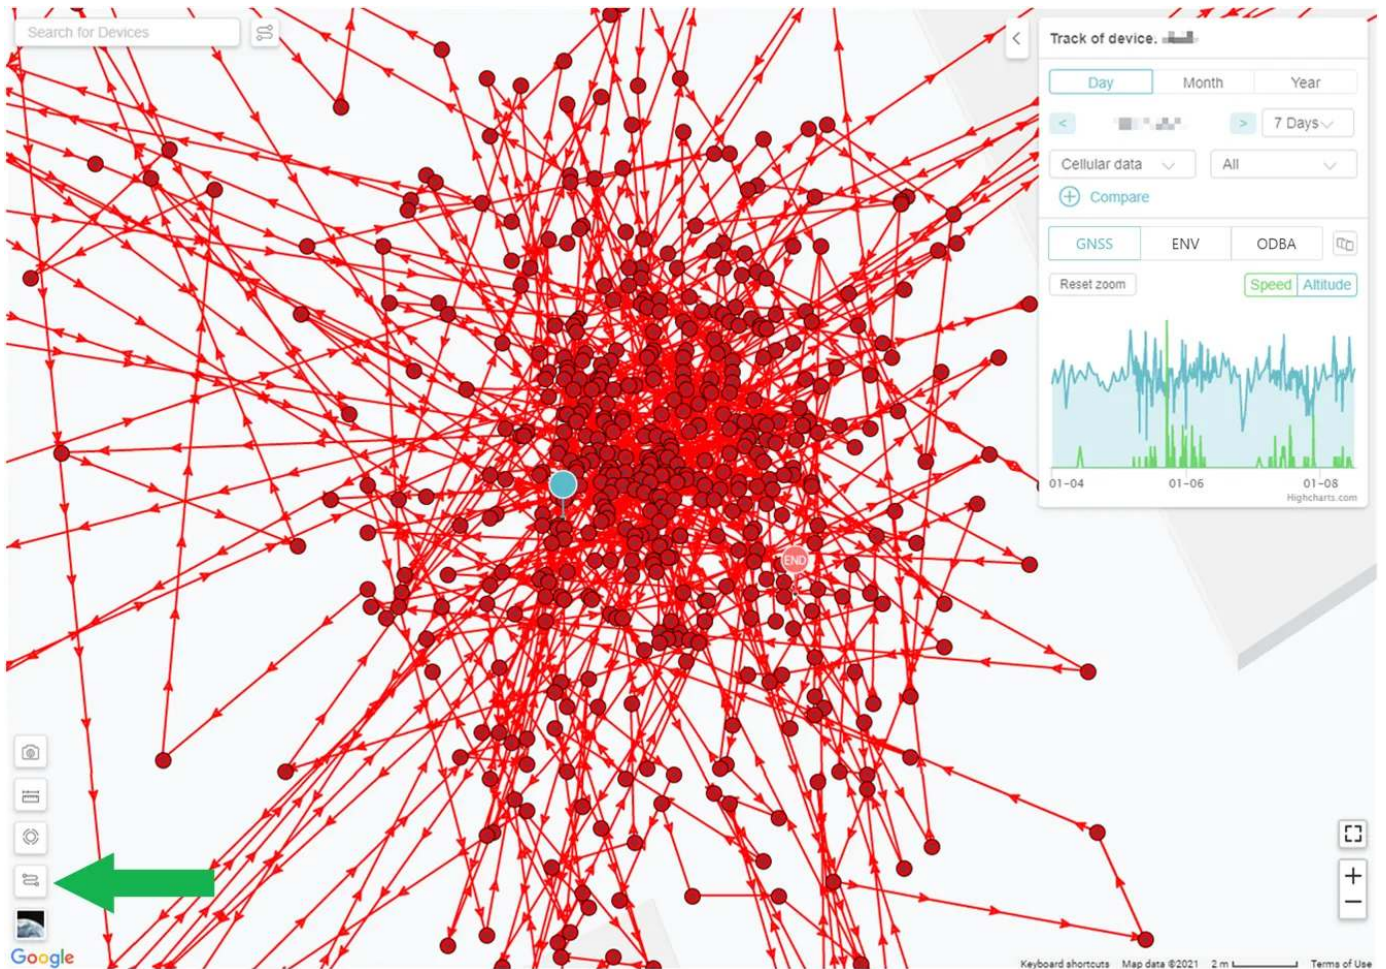 Search for Devices
Track of device.
Day Month Year
< > 7 Days
Cellular data All
Compare
GNSS ENV ODBA
Reset zoom Speed Altitude
01-04 01-06 01-08
Highcharts.com
END
Google
Keyboard shortcuts Map data ©2021 2 m Terms of Use